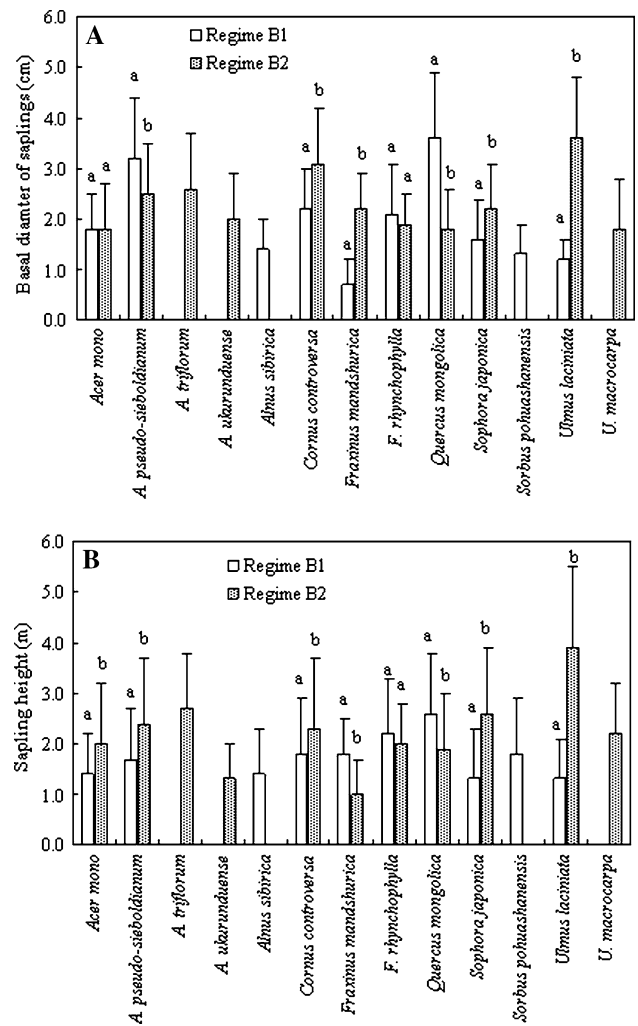 A
Regime B1
Regime B2
Basal diamter of saplings (cm)
6.0
5.0
4.0
3.0
2.0
1.0
0.0
a a
a b
a b
a b
a a
a b
a b
a b
Acer mono
A. pseudo-sieboldianum
A. triflorum
A. ukurunduense
Alnus sibirica
Cornus controversa
Fraxinus mandshurica
F. rhynchophylla
Quercus mongolica
Sophora japonica
Sorbus pohuashanensis
Ulmus laciniata
U. macrocarpa
B
Regime B1
Regime B2
Sapling height (m)
6.0
5.0
4.0
3.0
2.0
1.0
0.0
a b
a b
a b
a b
a a
a b
a b
a b
Acer mono
A. pseudo-sieboldianum
A. triflorum
A. ukurunduense
Alnus sibirica
Cornus controversa
Fraxinus mandshurica
F. rhynchophylla
Quercus mongolica
Sophora japonica
Sorbus pohuashanensis
Ulmus laciniata
U. macrocarpa